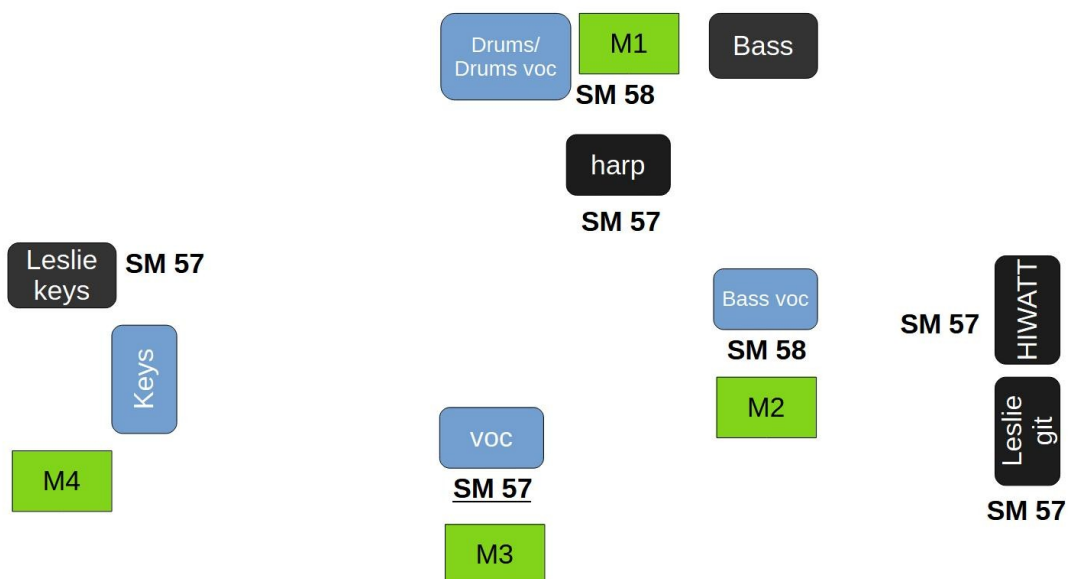 Drums/
Drums voc
M1
Bass
SM 58
harp
SM 57
Leslie
keys
SM 57
HIWATT
Bass voc
SM 57
SM 58
Keys
M2
Leslie
git
voc
M4
SM 57
SM 57
M3